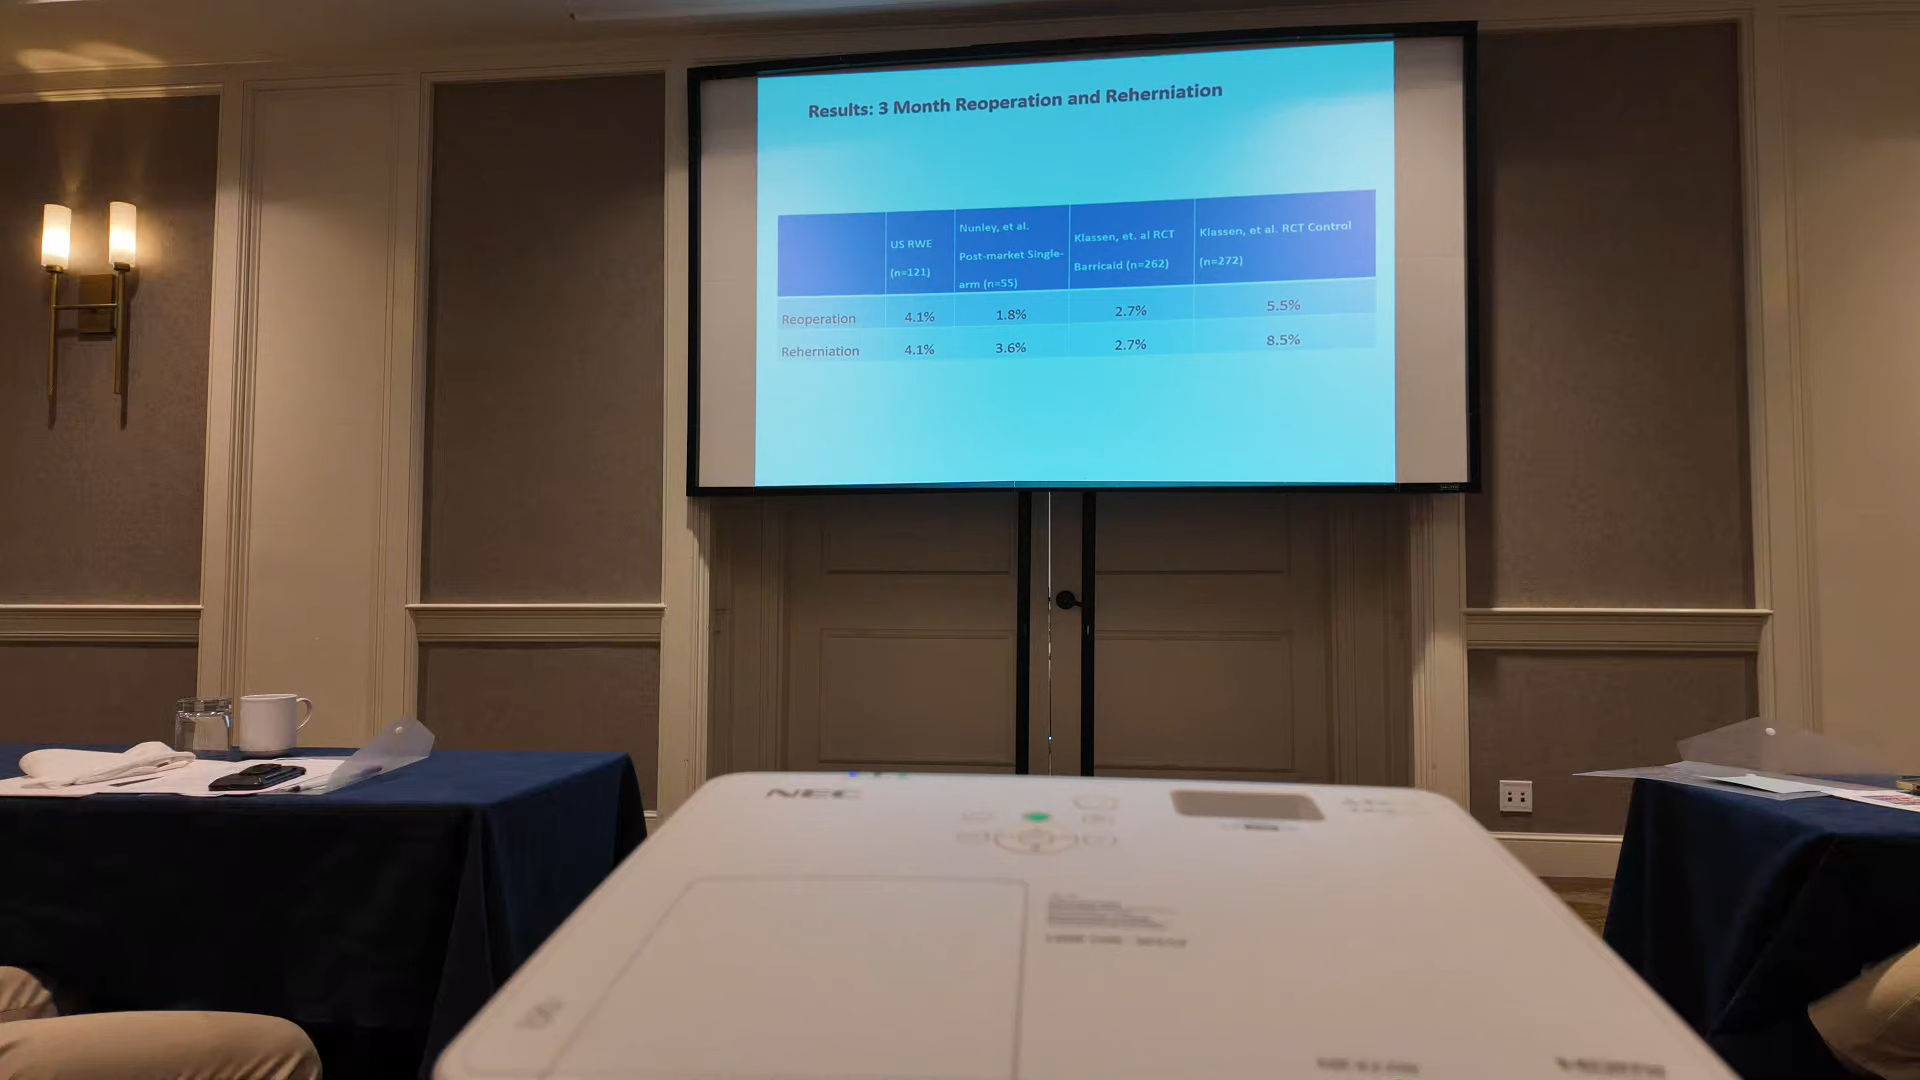 Results: 3 Month Reoperation and Reherniation
US RWE
(n=121)
Nunley, et al.
Post-market Single-
arm (n=55)
Klassen, et. al RCT
Barricaid (n=262)
Klassen, et al. RCT Control
(n=272)
Reoperation 4.1% 1.8% 2.7% 5.5%
Reherniation 4.1% 3.6% 2.7% 8.5%
NEC